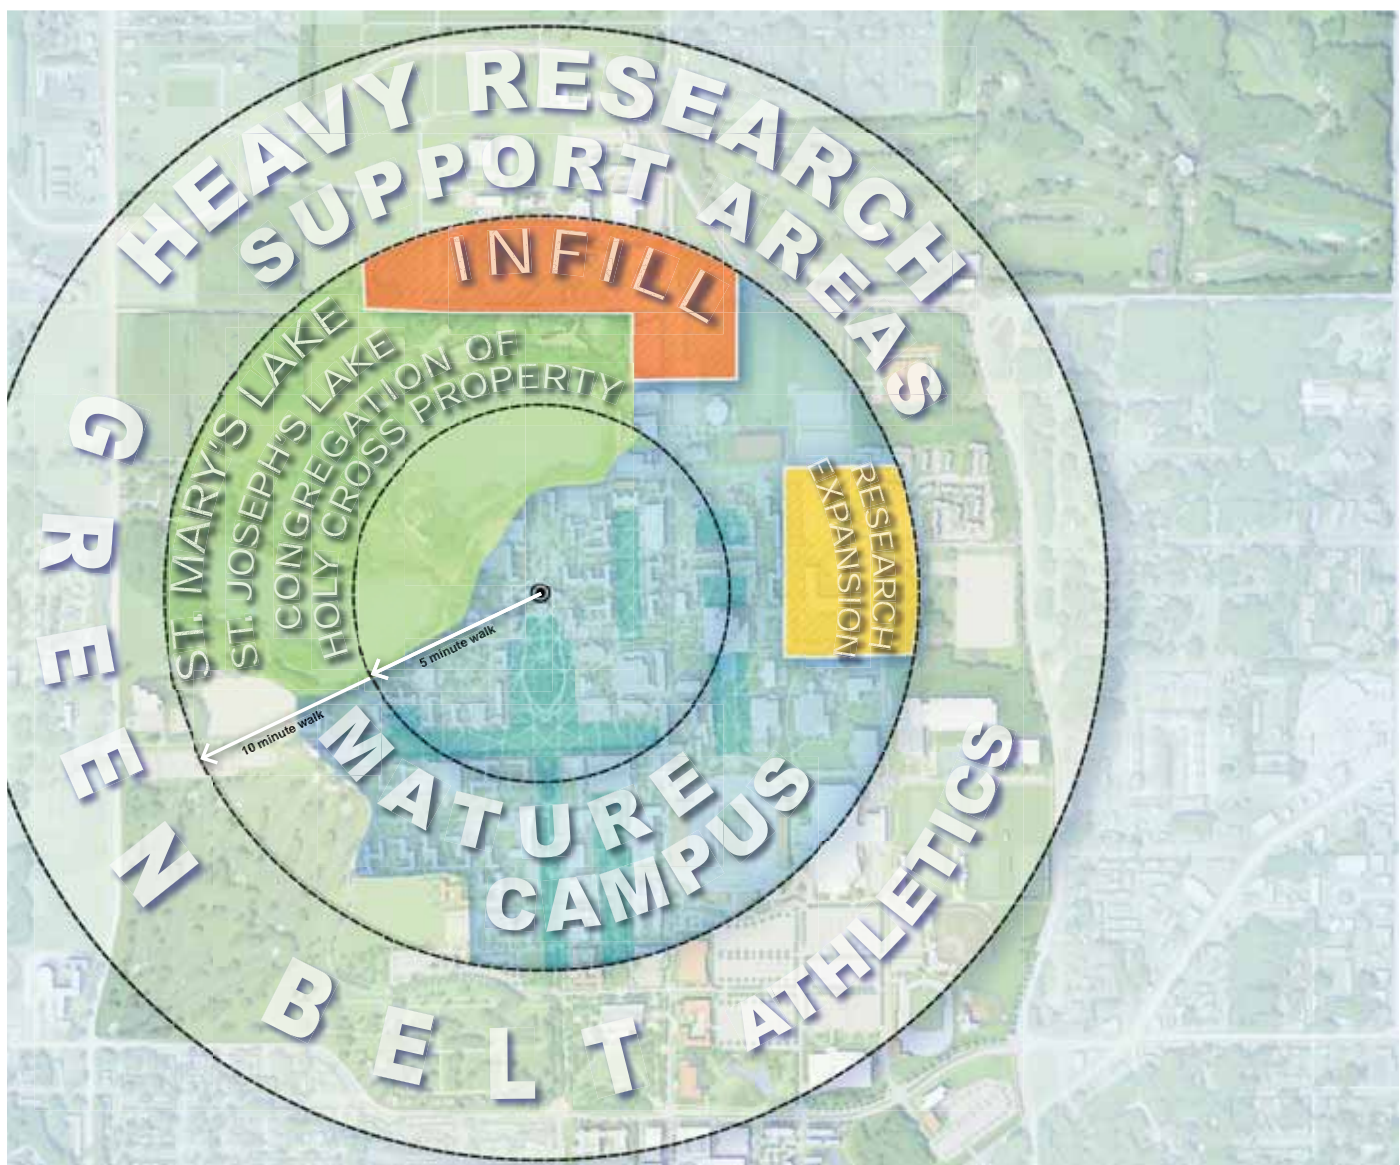 HEAVY RESEARCH
SUPPORT AREAS
INFILL
ST. MARY'S LAKE
ST. JOSEPH'S LAKE
CONGREGATION OF
HOLY CROSS PROPERTY
RESEARCH
EXPANSION
5 minute walk
10 minute walk
MATURE
CAMPUS
ATHLETICS
GREEN BELT